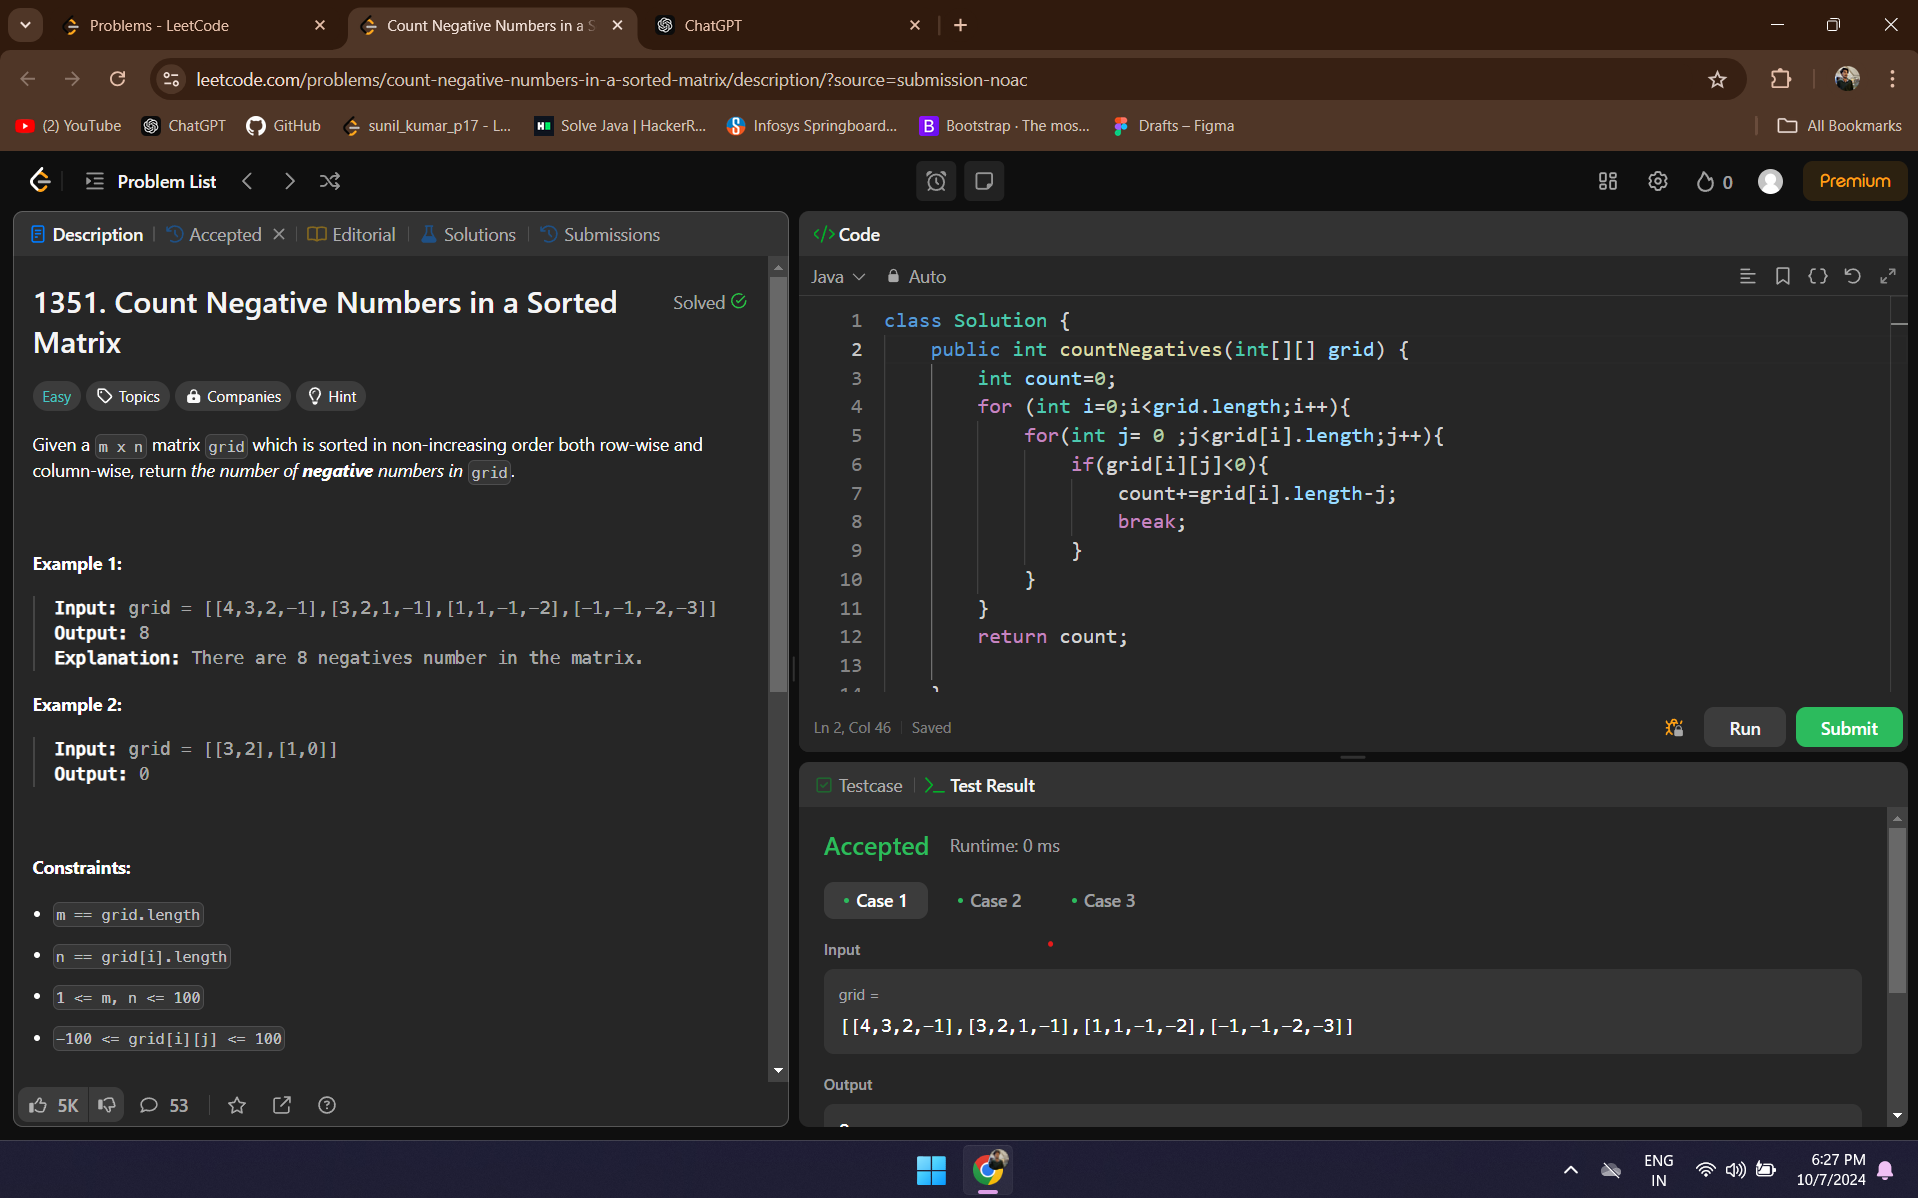 Problems - LeetCode
Count Negative Numbers in a S
ChatGPT
leetcode.com/problems/count-negative-numbers-in-a-sorted-matrix/description/?source=submission-noac
(2) YouTube
ChatGPT
GitHub
sunil_kumar_p17 - L...
Solve Java | HackerR...
Infosys Springboard...
Bootstrap · The mos...
Drafts – Figma
All Bookmarks
Problem List
0
Premium
Description
Accepted
Editorial
Solutions
Submissions
1351. Count Negative Numbers in a Sorted
Matrix
Solved
Easy
Topics
Companies
Hint
Given a m x n matrix grid which is sorted in non-increasing order both row-wise and
column-wise, return the number of negative numbers in grid.
Example 1:
Input: grid = [[4,3,2,-1],[3,2,1,-1],[1,1,-1,-2],[-1,-1,-2,-3]]
Output: 8
Explanation: There are 8 negatives number in the matrix.
Example 2:
Input: grid = [[3,2],[1,0]]
Output: 0
Constraints:
• m == grid.length
• n == grid[i].length
• 1 <= m, n <= 100
• -100 <= grid[i][j] <= 100
5K
53
</> Code
Java
Auto
1 class Solution {
2 public int countNegatives(int[][] grid) {
3 int count=0;
4 for (int i=0;i<grid.length;i++){
5 for(int j= 0 ;j<grid[i].length;j++){
6 if(grid[i][j]<0){
7 count+=grid[i].length-j;
8 break;
9 }
10 }
11 }
12 return count;
13
Ln 2, Col 46
Saved
Run
Submit
Testcase
Test Result
Accepted
Runtime: 0 ms
• Case 1
• Case 2
• Case 3
Input
grid =
[[4,3,2,-1],[3,2,1,-1],[1,1,-1,-2],[-1,-1,-2,-3]]
Output
ENG
IN
6:27 PM
10/7/2024